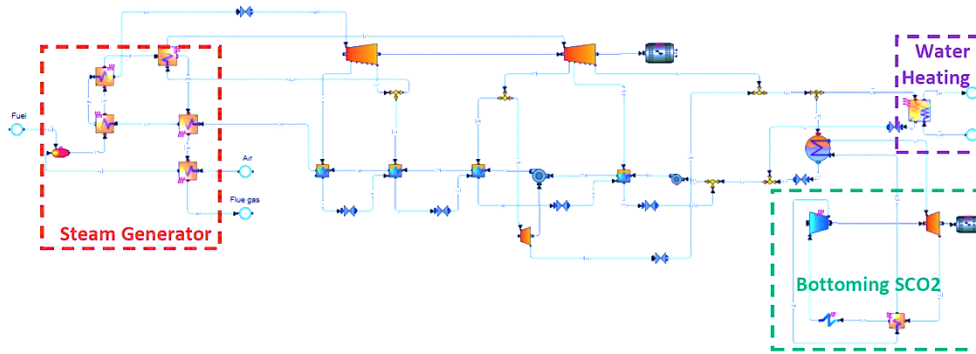 Water
Heating
Fuel
Air
Flue gas
Steam Generator
Bottoming SCO2